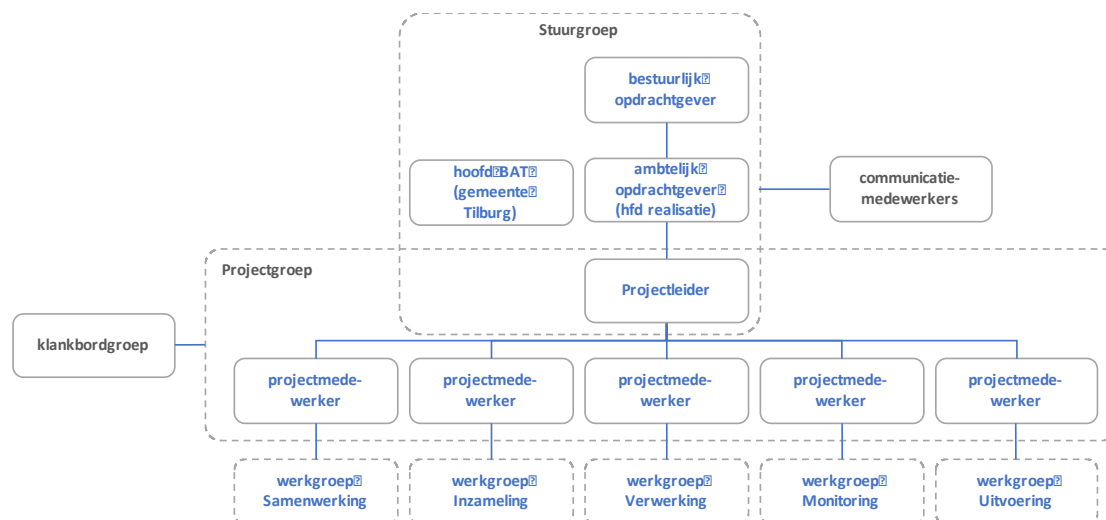 Stuurgroep
bestuurlijk
opdrachtgever
hoofd BAT
(gemeente
Tilburg)
ambtelijk
opdrachtgever
(hfd realisatie)
communicatie-
medewerkers
Projectgroep
Projectleider
klankbordgroep
projectmede-
werker
projectmede-
werker
projectmede-
werker
projectmede-
werker
projectmede-
werker
werkgroep
Samenwerking
werkgroep
Inzameling
werkgroep
Verwerking
werkgroep
Monitoring
werkgroep
Uitvoering